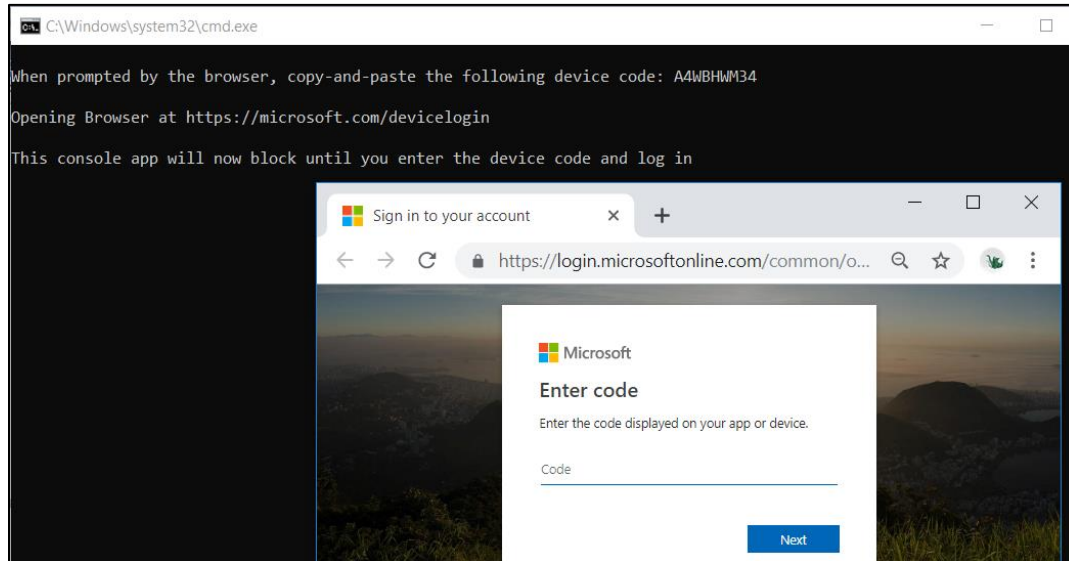 C:\Windows\system32\cmd.exe
When prompted by the browser, copy-and-paste the following device code: A4WBHWM34
Opening Browser at https://microsoft.com/devicelogin
This console app will now block until you enter the device code and log in
Sign in to your account
https://login.microsoftonline.com/common/o...
Microsoft
Enter code
Enter the code displayed on your app or device.
Code
Next